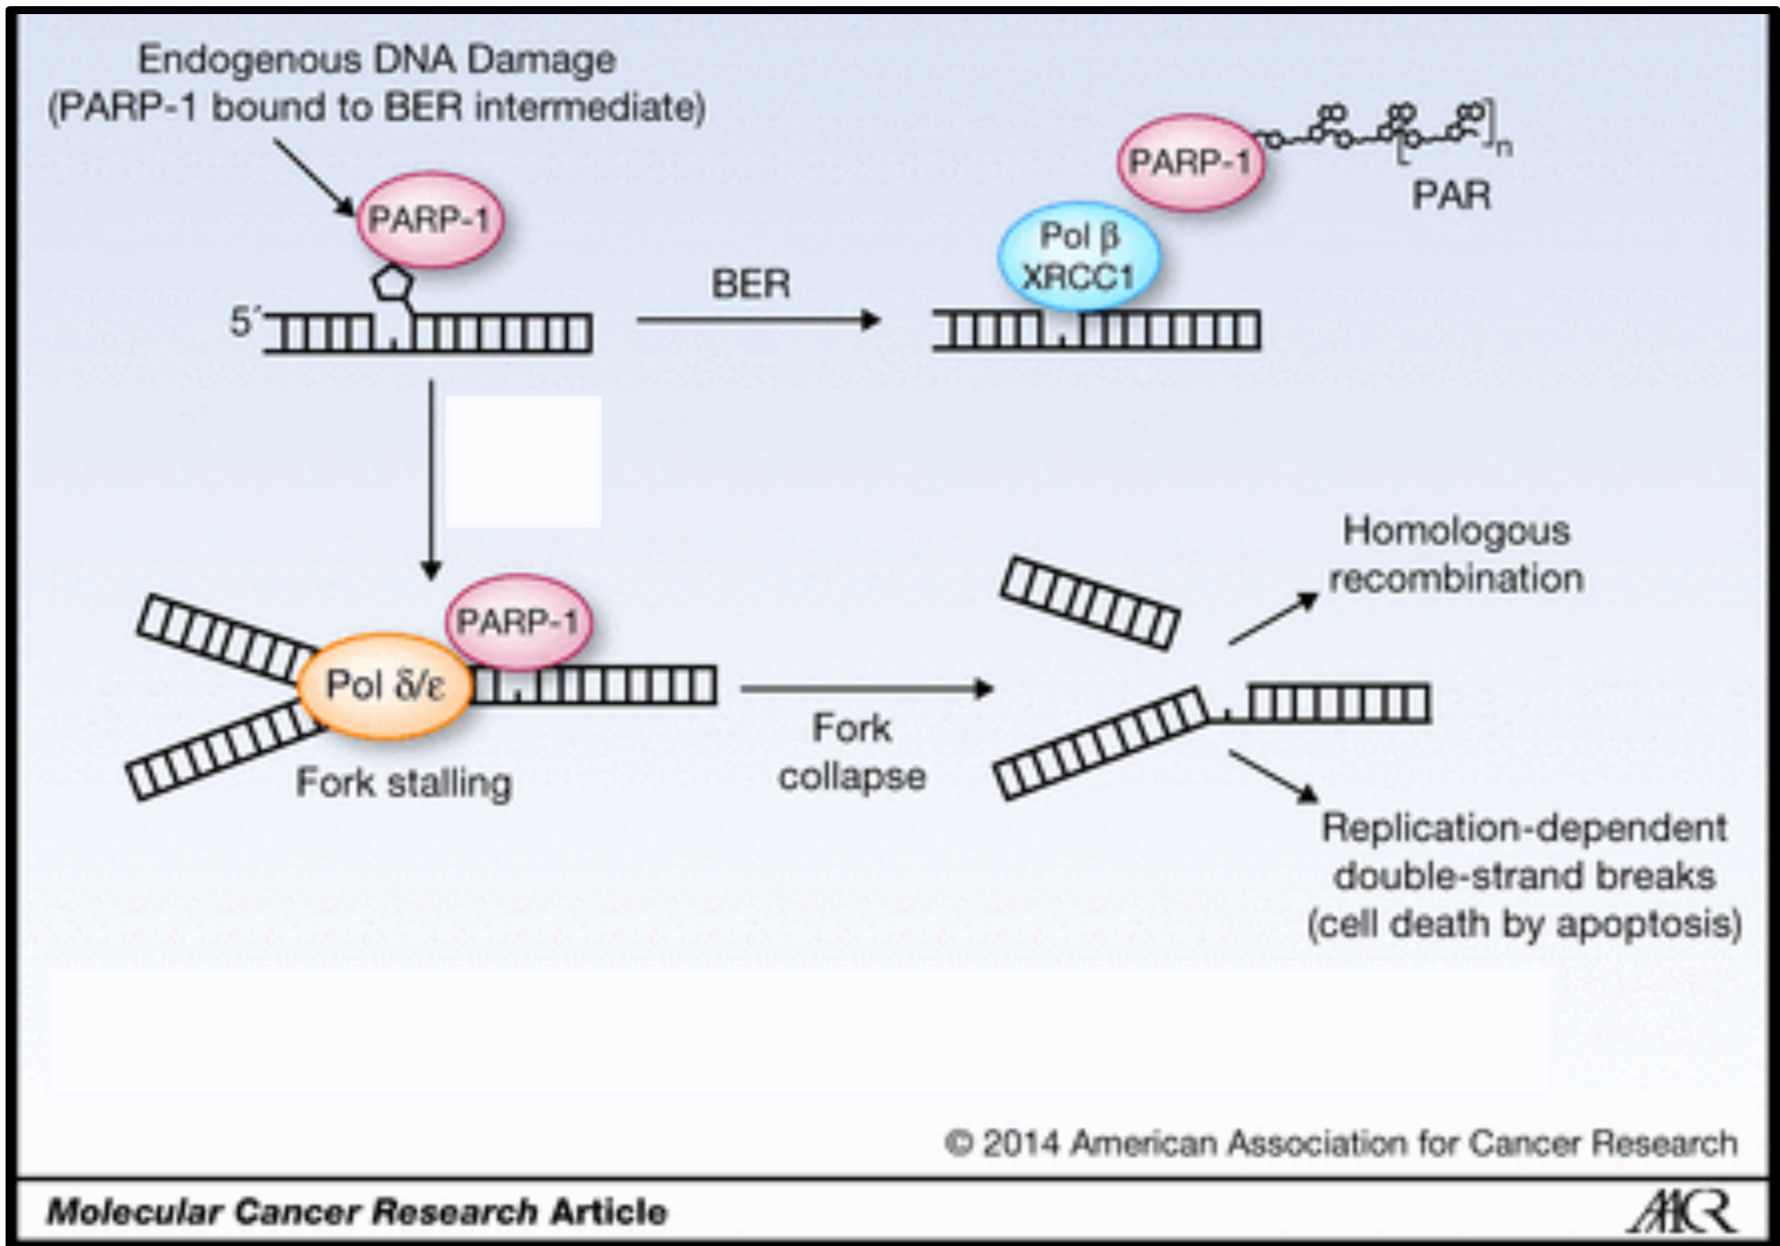 Endogenous DNA Damage
(PARP-1 bound to BER intermediate)
PARP-1
5´
BER
PARP-1
n
PAR
Pol β
XRCC1
PARP-1
Pol δ/ε
Fork stalling
Fork
collapse
Homologous
recombination
Replication-dependent
double-strand breaks
(cell death by apoptosis)
© 2014 American Association for Cancer Research
Molecular Cancer Research Article
AACR